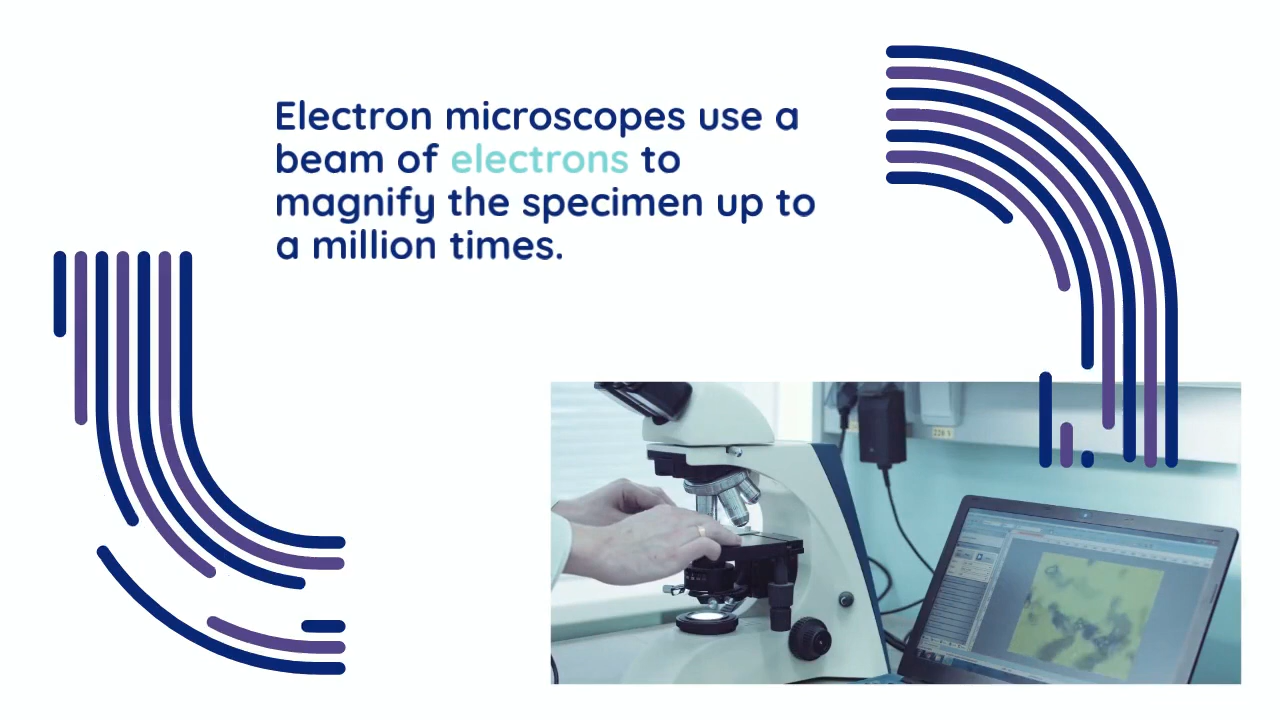 Electron microscopes use a
beam of electrons to
magnify the specimen up to
a million times.